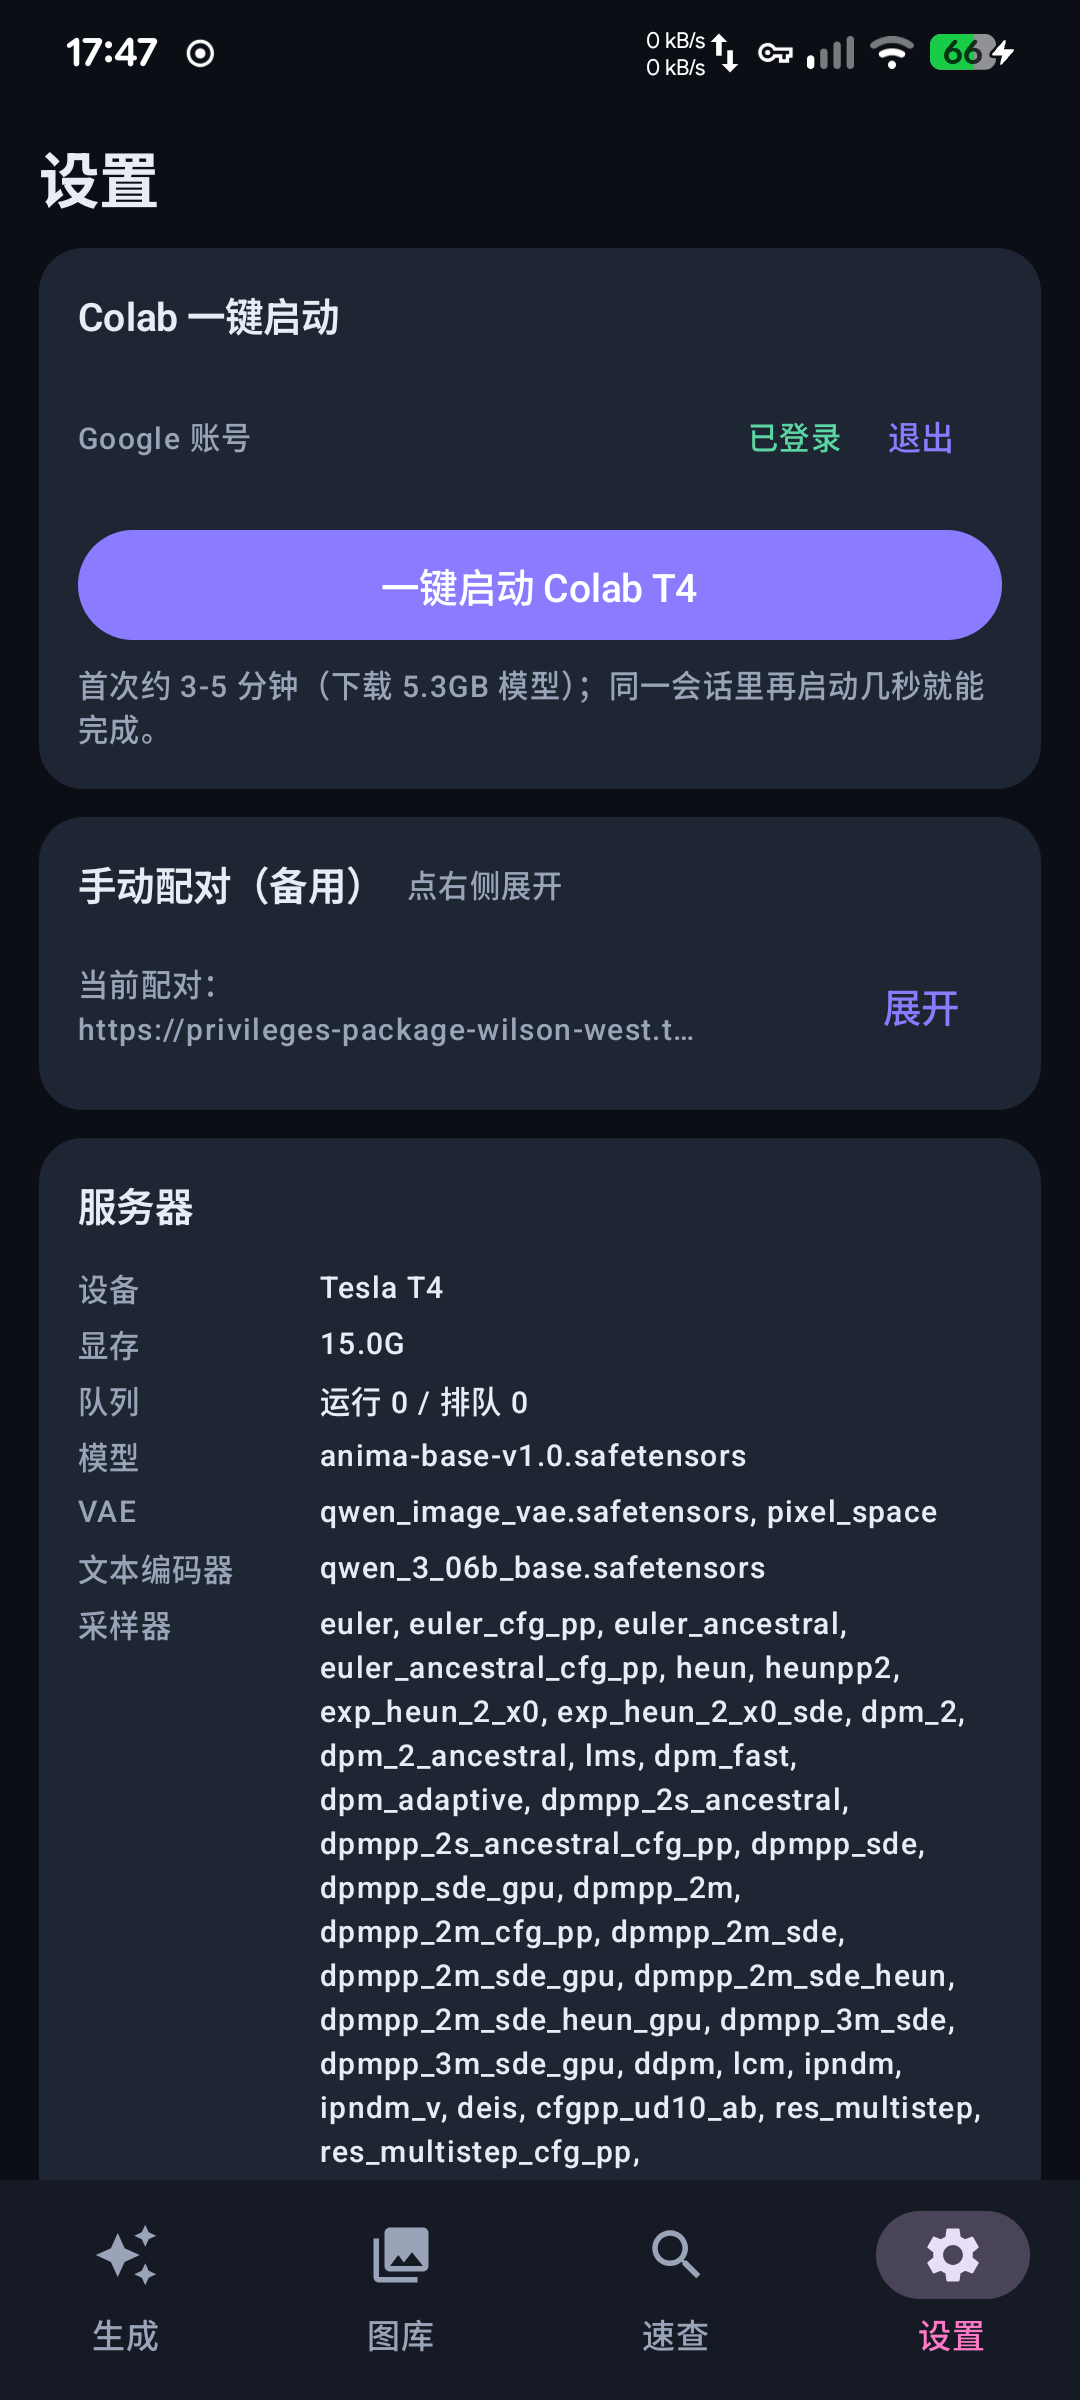 17:47
0 kB/s
0 kB/s
66
设置
Colab 一键启动
Google 账号 已登录 退出
一键启动 Colab T4
首次约 3-5 分钟（下载 5.3GB 模型）；同一会话里再启动几秒就能
完成。
手动配对（备用） 点右侧展开
当前配对：
https://privileges-package-wilson-west.t...
展开
服务器
设备 Tesla T4
显存 15.0G
队列 运行 0 / 排队 0
模型 anima-base-v1.0.safetensors
VAE qwen_image_vae.safetensors, pixel_space
文本编码器 qwen_3_06b_base.safetensors
采样器 euler, euler_cfg_pp, euler_ancestral,
euler_ancestral_cfg_pp, heun, heunpp2,
exp_heun_2_x0, exp_heun_2_x0_sde, dpm_2,
dpm_2_ancestral, lms, dpm_fast,
dpm_adaptive, dpmpp_2s_ancestral,
dpmpp_2s_ancestral_cfg_pp, dpmpp_sde,
dpmpp_sde_gpu, dpmpp_2m,
dpmpp_2m_cfg_pp, dpmpp_2m_sde,
dpmpp_2m_sde_gpu, dpmpp_2m_sde_heun,
dpmpp_2m_sde_heun_gpu, dpmpp_3m_sde,
dpmpp_3m_sde_gpu, ddpm, lcm, ipndm,
ipndm_v, deis, cfgpp_ud10_ab, res_multistep,
res_multistep_cfg_pp,
生成 图库 速查 设置